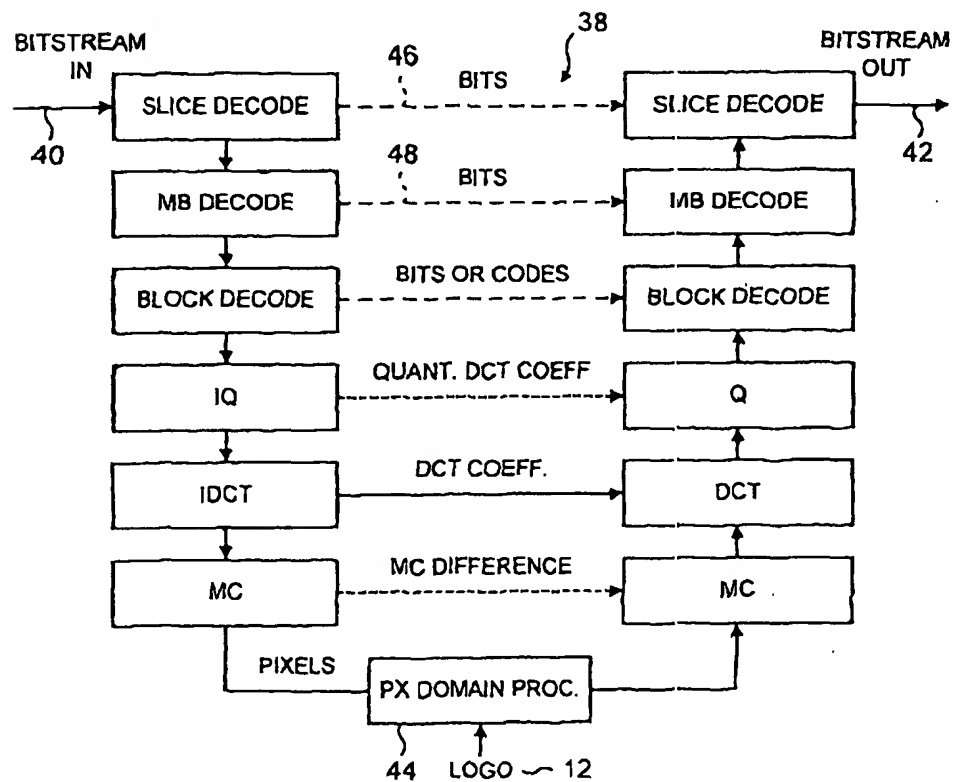 38
BITSTREAM
IN
46
BITS
BITSTREAM
OUT
SLICE DECODE
SLICE DECODE
40
42
48
BITS
MB DECODE
MB DECODE
BITS OR CODES
BLOCK DECODE
BLOCK DECODE
QUANT. DCT COEFF
IQ
Q
DCT COEFF.
IDCT
DCT
MC DIFFERENCE
MC
MC
PIXELS
PX DOMAIN PROC.
44
LOGO
12